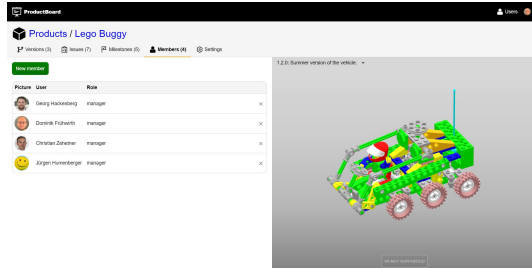 ProductBoard
Users
Products / Lego Buggy
Versions (3) Issues (7) Milestones (5) Members (4) Settings
New member
1.2.0: Summer version of the vehicle.
Picture User Role
Georg Hackenberg manager
Dominik Frühwirth manager
Christian Zehetner manager
Jürgen Humenberger manager